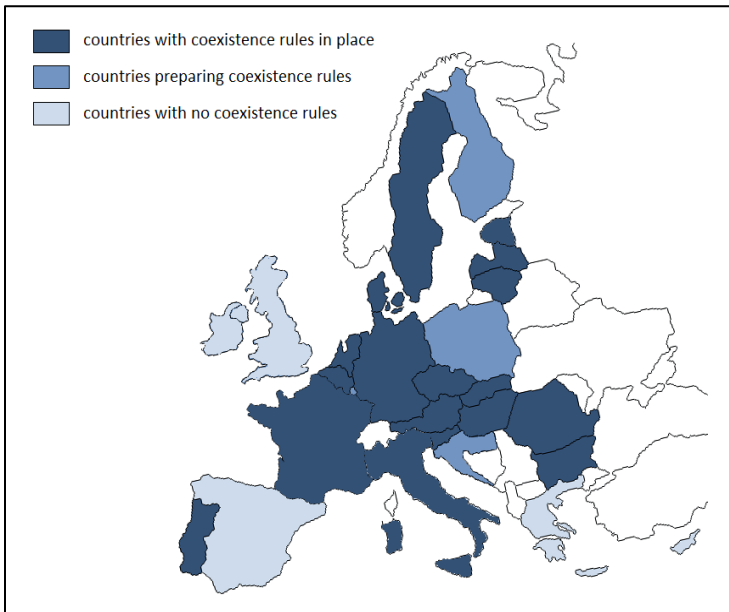 countries with coexistence rules in place
countries preparing coexistence rules
countries with no coexistence rules